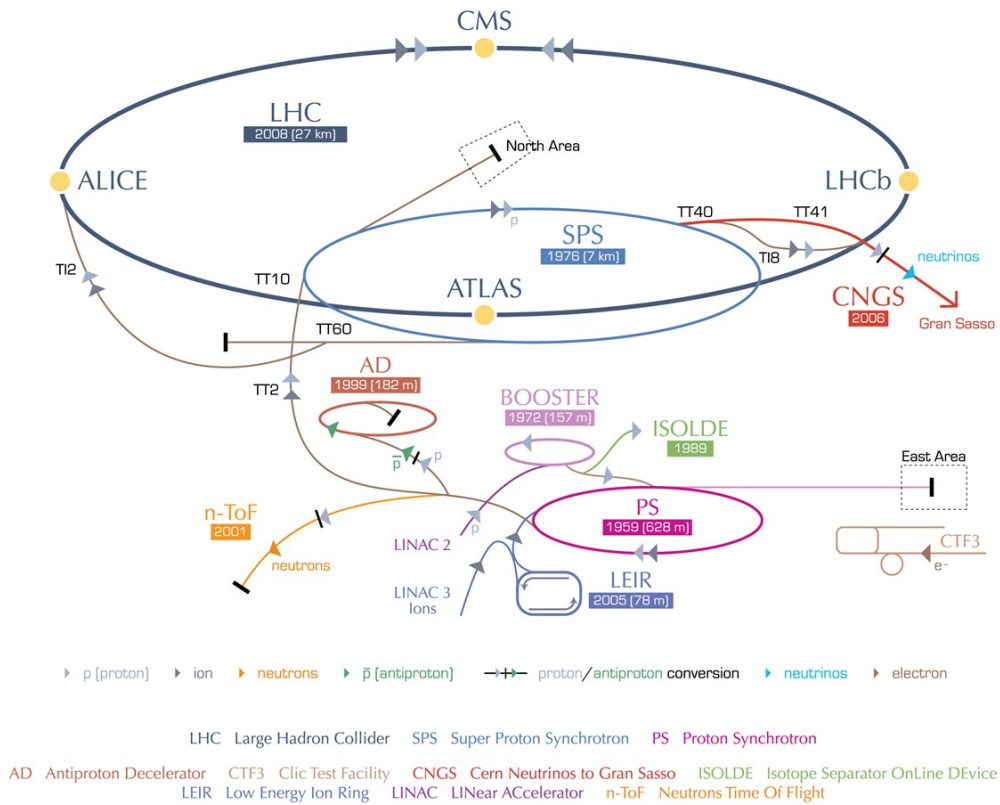 CMS
LHC
2008 (27 km)
North Area
ALICE
LHCb
p
TT40
TT41
SPS
1976 (7 km)
TI2
TT10
TI8
neutrinos
ATLAS
CNGS
2006
Gran Sasso
TT60
AD
1999 (182 m)
TT2
BOOSTER
1972 (157 m)
ISOLDE
1989
p̅
p
East Area
n-ToF
2001
PS
1959 (628 m)
p
LINAC 2
neutrons
CTF3
e-
LEIR
2005 (78 m)
LINAC 3
Ions
p (proton)
ion
neutrons
p̅ (antiproton)
proton/antiproton conversion
neutrinos
electron
LHC Large Hadron Collider SPS Super Proton Synchrotron PS Proton Synchrotron
AD Antiproton Decelerator CTF3 Clic Test Facility CNGS Cern Neutrinos to Gran Sasso ISOLDE Isotope Separator OnLine DEvice
LEIR Low Energy Ion Ring LINAC LINear ACcelerator n-ToF Neutrons Time Of Flight